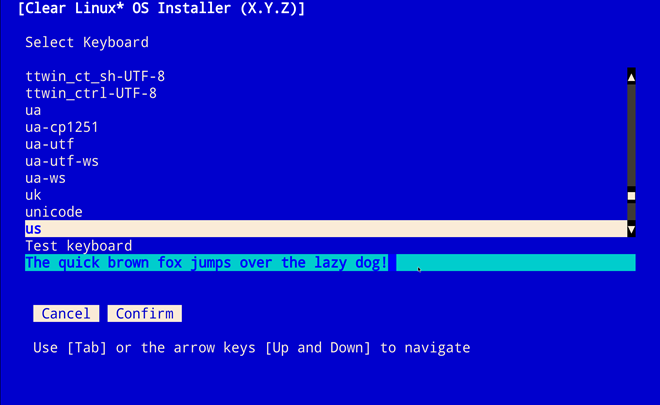 [Clear Linux* OS Installer (X.Y.Z)]
Select Keyboard
ttwin_ct_sh-UTF-8
ttwin_ctrl-UTF-8
ua
ua-cp1251
ua-utf
ua-utf-ws
ua-ws
uk
unicode
us
Test keyboard
The quick brown fox jumps over the lazy dog!
Cancel Confirm
Use [Tab] or the arrow keys [Up and Down] to navigate